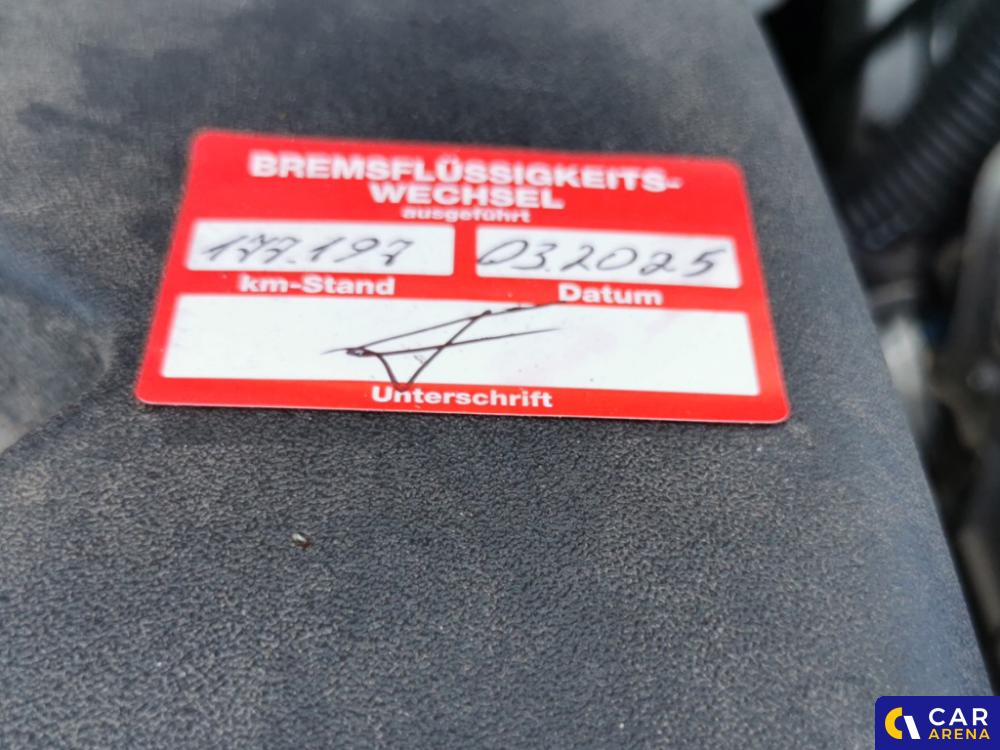 BREMSFLÜSSIGKEITS-
WECHSEL
ausgeführt
177.197 03.2025
km-Stand Datum
Unterschrift
CAR
ARENA